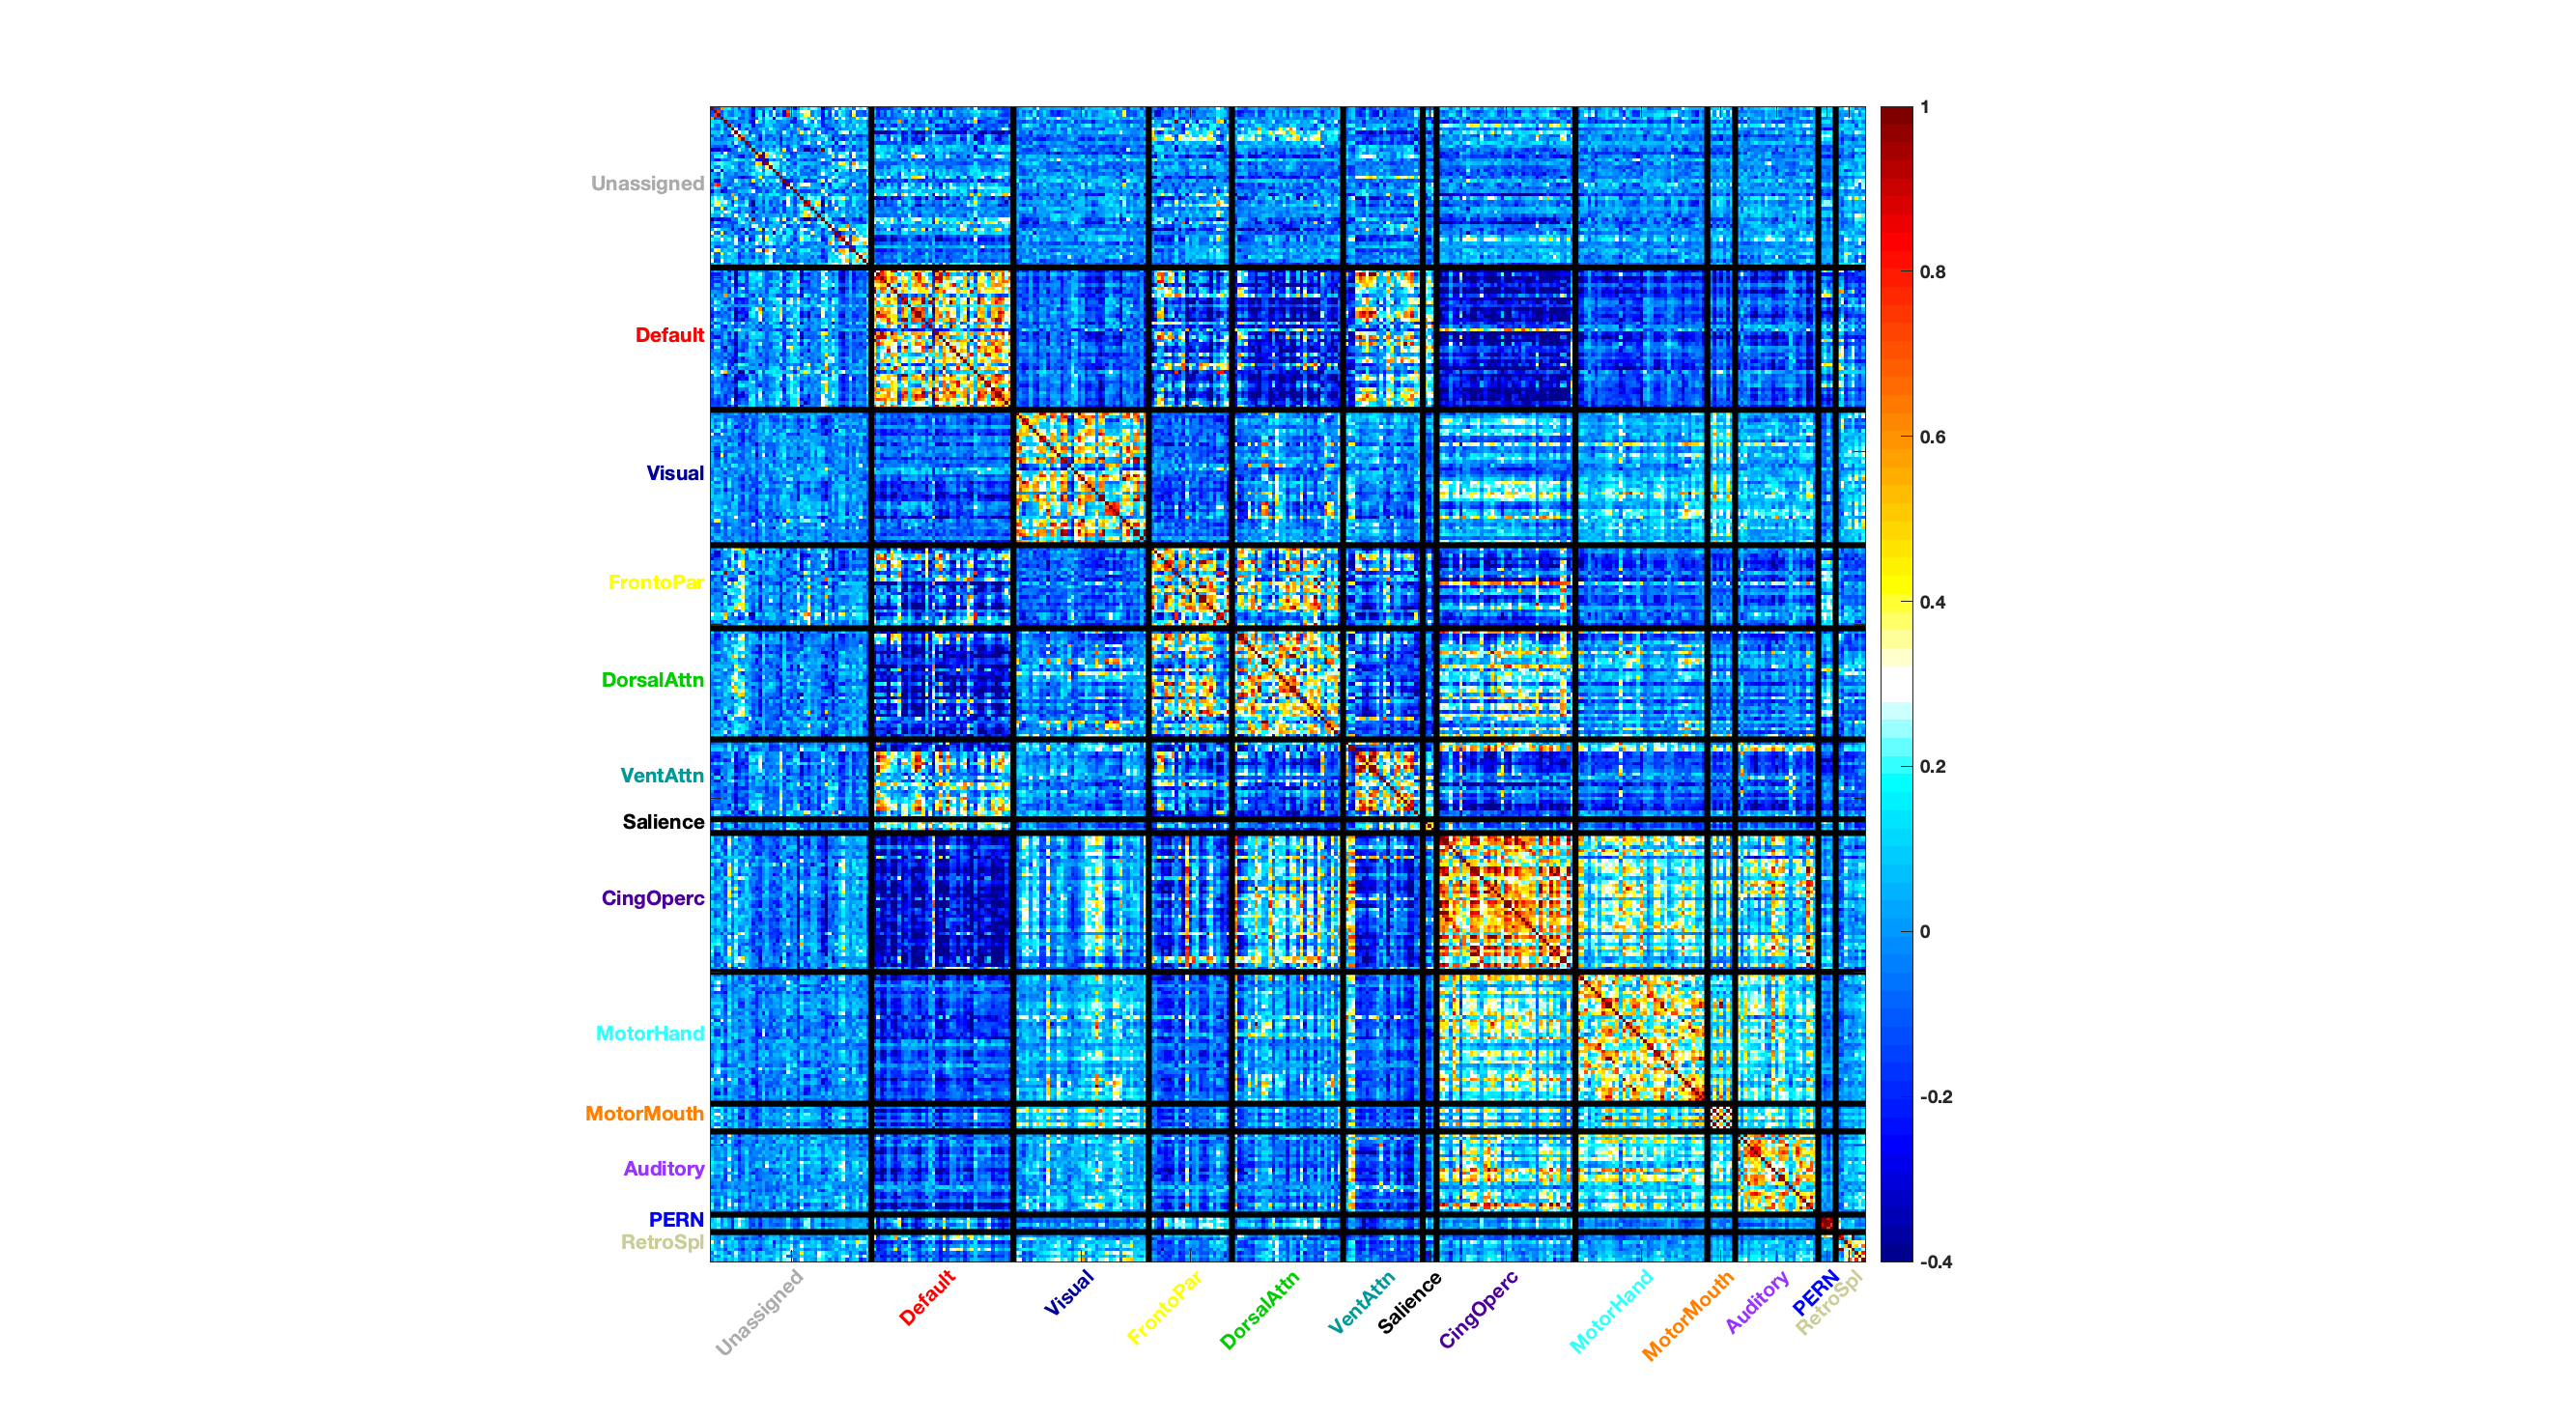 Unassigned
Default
Visual
FrontoPar
DorsalAttn
VentAttn
Salience
CingOperc
MotorHand
MotorMouth
Auditory
PERN
RetroSpl
Unassigned
Default
Visual
FrontoPar
DorsalAttn
VentAttn
Salience
CingOperc
MotorHand
MotorMouth
Auditory
PERN
RetroSpl
1
0.8
0.6
0.4
0.2
0
-0.2
-0.4